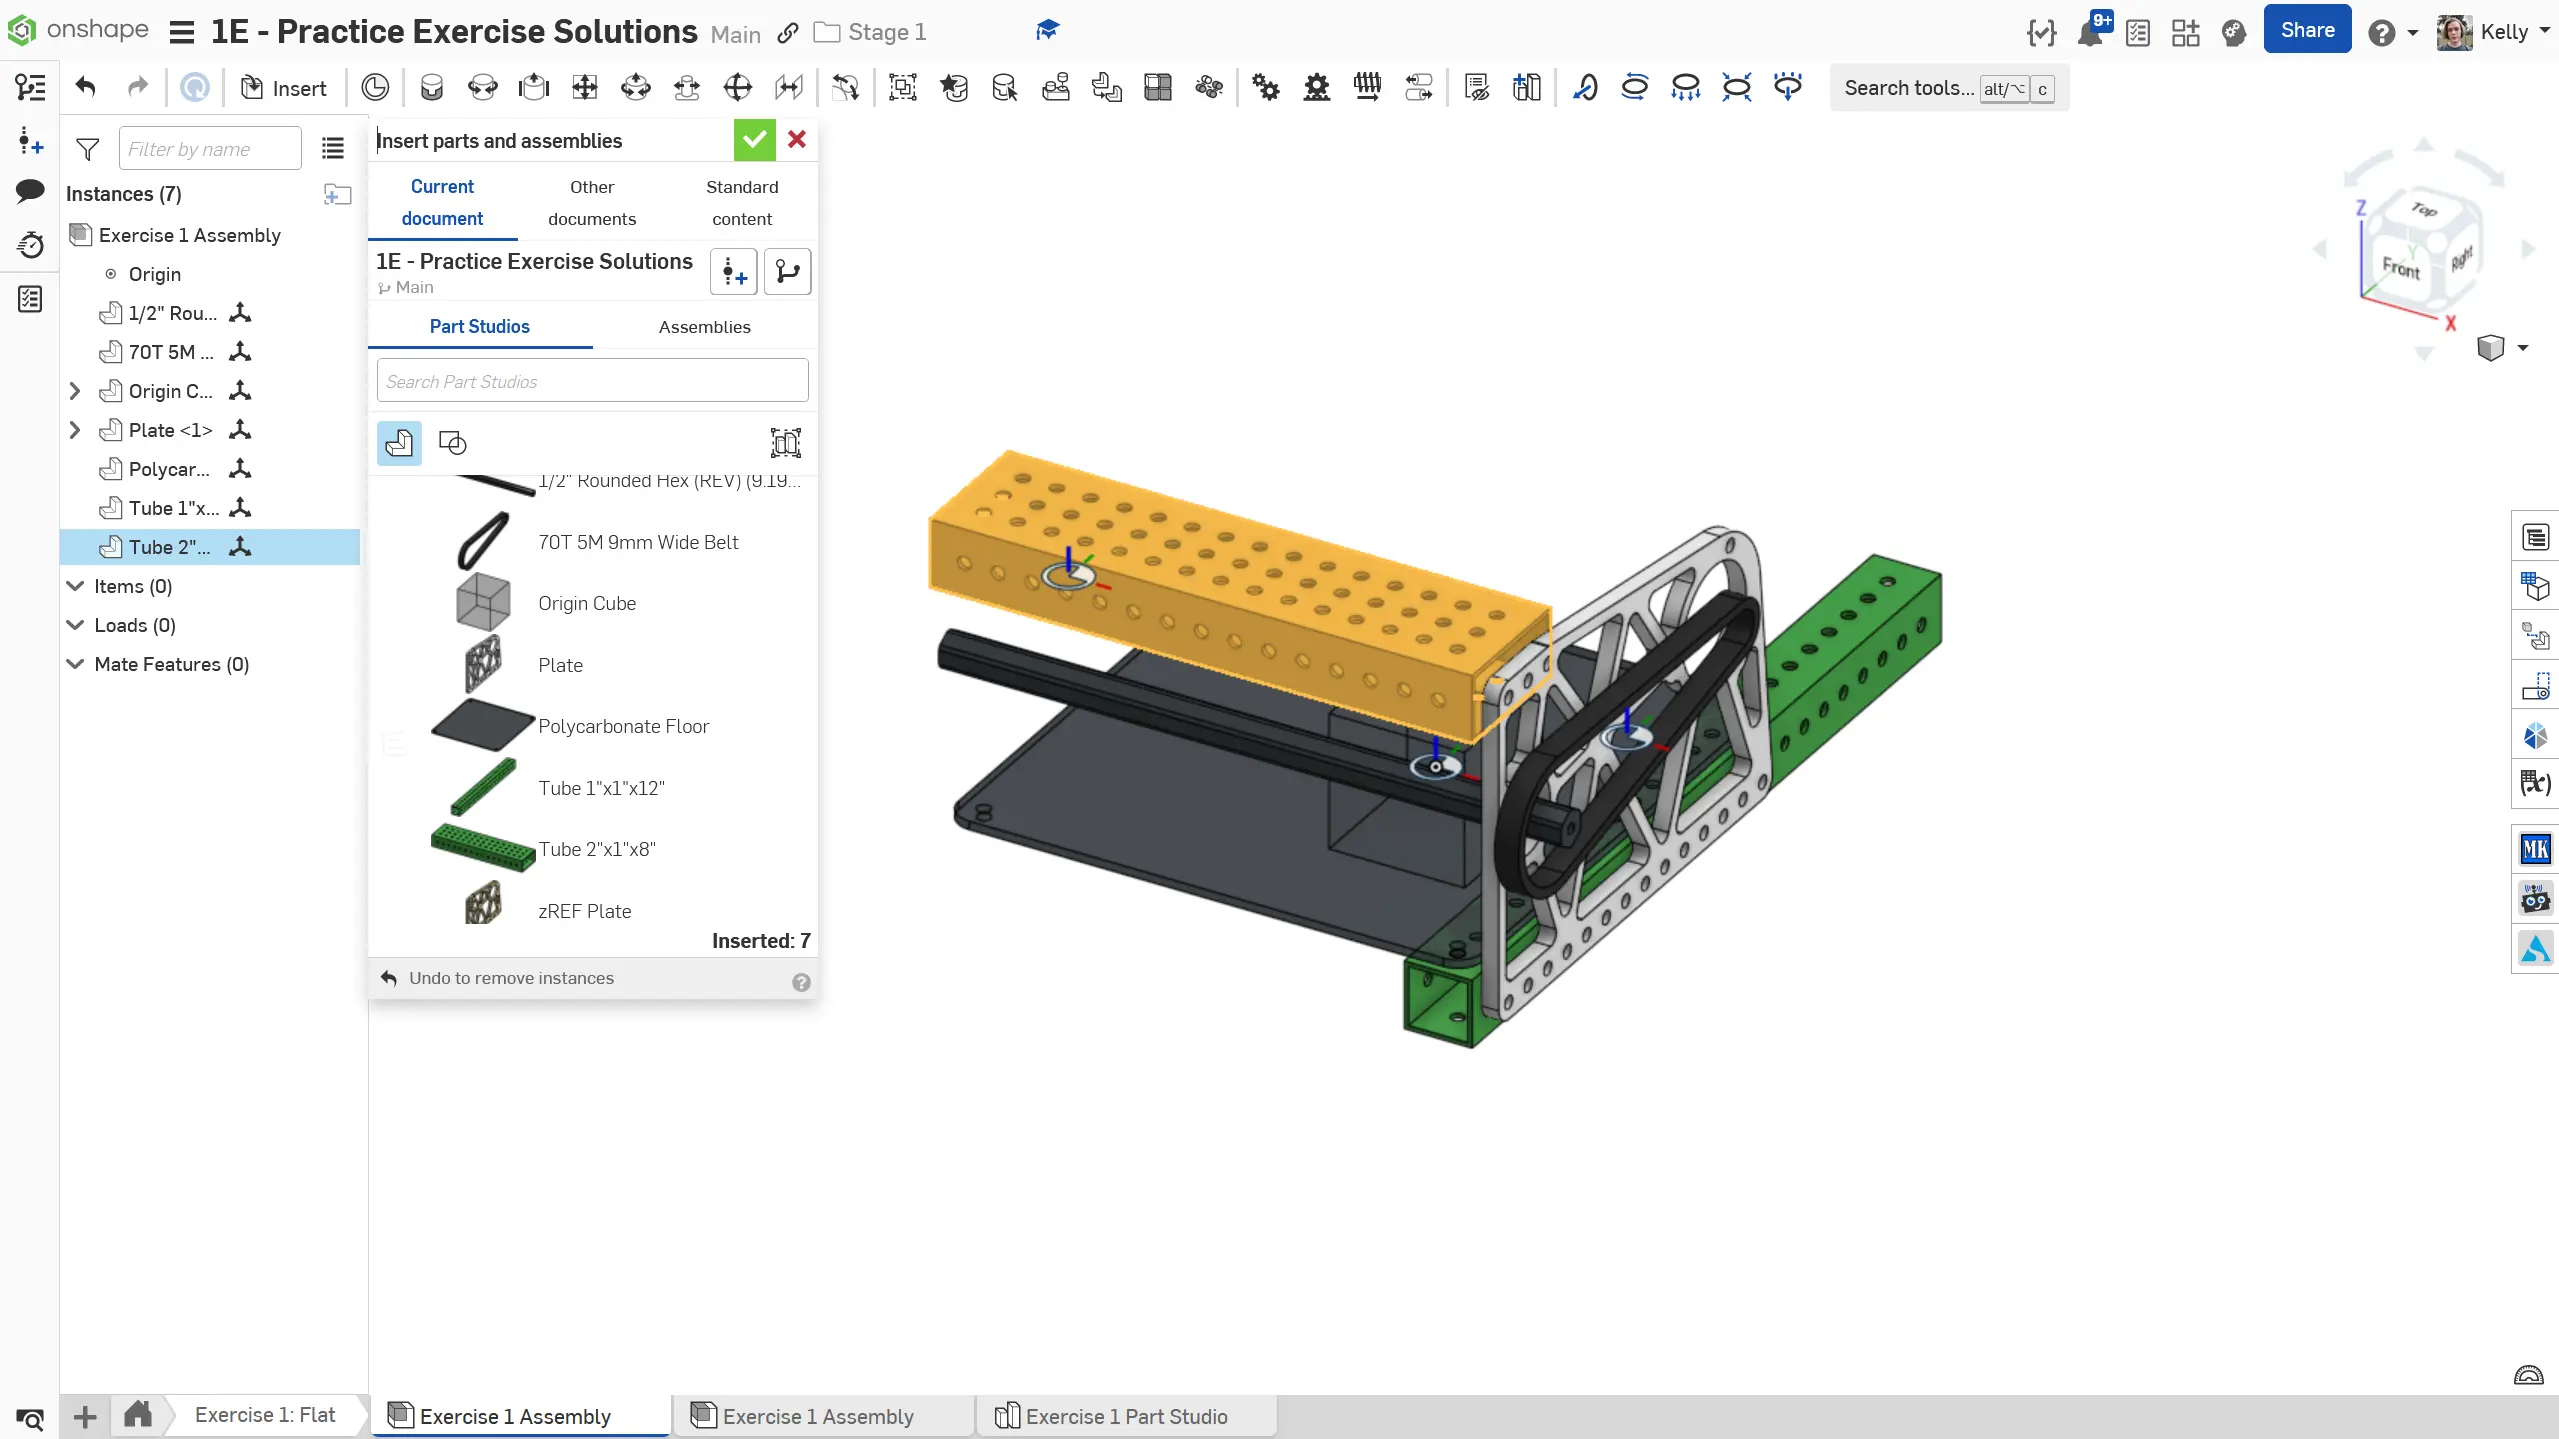 onshape
1E - Practice Exercise Solutions Main Stage 1
9+
Share
Kelly
Insert
Search tools... alt/⌥ c
Filter by name
Instances (7)
Exercise 1 Assembly
Origin
1/2" Rou...
70T 5M ...
Origin C...
Plate <1>
Polycar...
Tube 1"x...
Tube 2"...
Items (0)
Loads (0)
Mate Features (0)
Insert parts and assemblies
Current document
Other documents
Standard content
1E - Practice Exercise Solutions
Main
Part Studios
Assemblies
Search Part Studios
1/2" Rounded Hex (REV) (9.19...
70T 5M 9mm Wide Belt
Origin Cube
Plate
Polycarbonate Floor
Tube 1"x1"x12"
Tube 2"x1"x8"
zREF Plate
Inserted: 7
Undo to remove instances
Z
Top
Y
Front
Right
X
(x)
MK
Exercise 1: Flat
Exercise 1 Assembly
Exercise 1 Assembly
Exercise 1 Part Studio